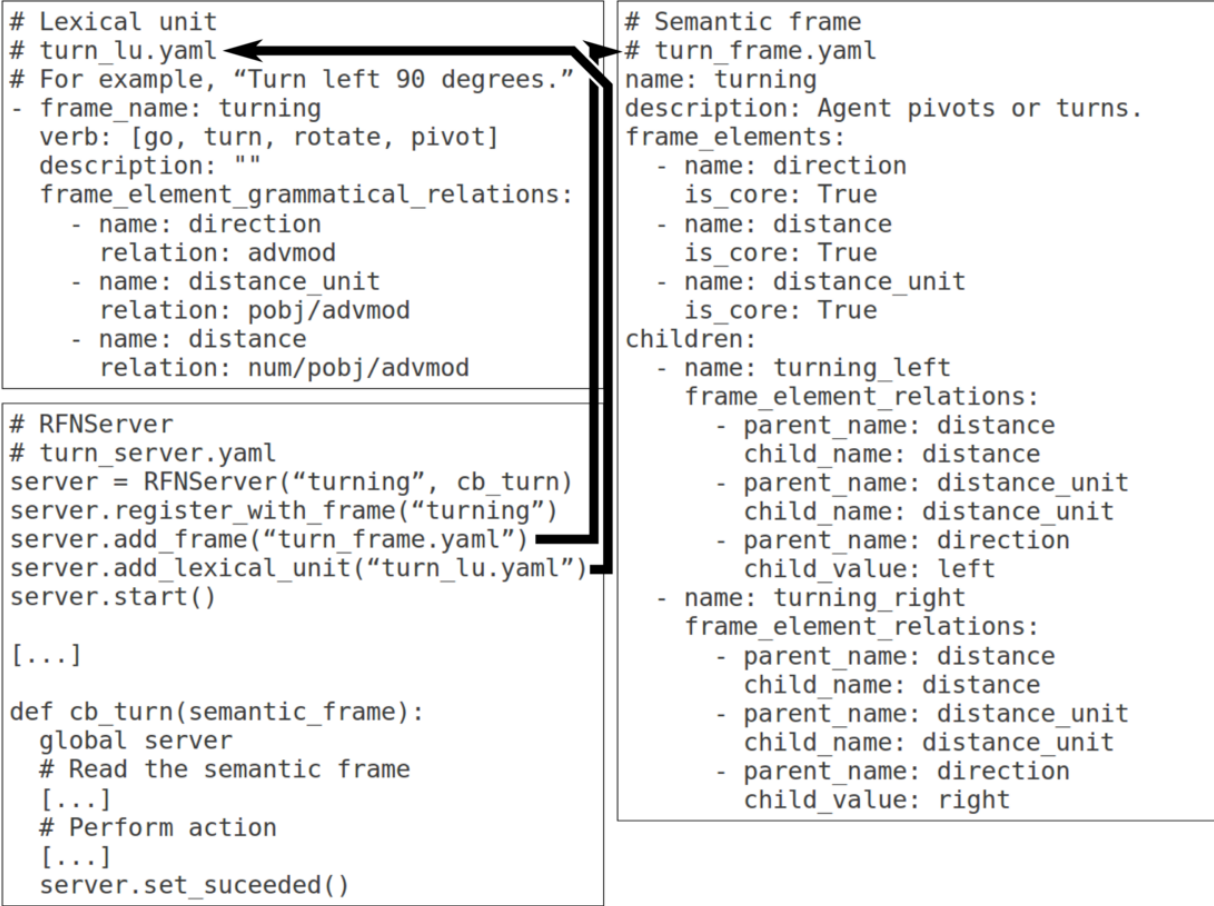 # Lexical unit
# turn_lu.yaml
# For example, “Turn left 90 degrees.”
- frame_name: turning
  verb: [go, turn, rotate, pivot]
  description: ""
  frame_element_grammatical_relations:
    - name: direction
      relation: advmod
    - name: distance_unit
      relation: pobj/advmod
    - name: distance
      relation: num/pobj/advmod
# RFNServer
# turn_server.yaml
server = RFNServer(“turning”, cb_turn)
server.register_with_frame(“turning”)
server.add_frame(“turn_frame.yaml”)
server.add_lexical_unit(“turn_lu.yaml”)
server.start()
[...]
def cb_turn(semantic_frame):
  global server
  # Read the semantic frame
  [...]
  # Perform action
  [...]
  server.set_suceeded()
# Semantic frame
# turn_frame.yaml
name: turning
description: Agent pivots or turns.
frame_elements:
  - name: direction
    is_core: True
  - name: distance
    is_core: True
  - name: distance_unit
    is_core: True
children:
  - name: turning_left
    frame_element_relations:
      - parent_name: distance
        child_name: distance
      - parent_name: distance_unit
        child_name: distance_unit
      - parent_name: direction
        child_value: left
  - name: turning_right
    frame_element_relations:
      - parent_name: distance
        child_name: distance
      - parent_name: distance_unit
        child_name: distance_unit
      - parent_name: direction
        child_value: right